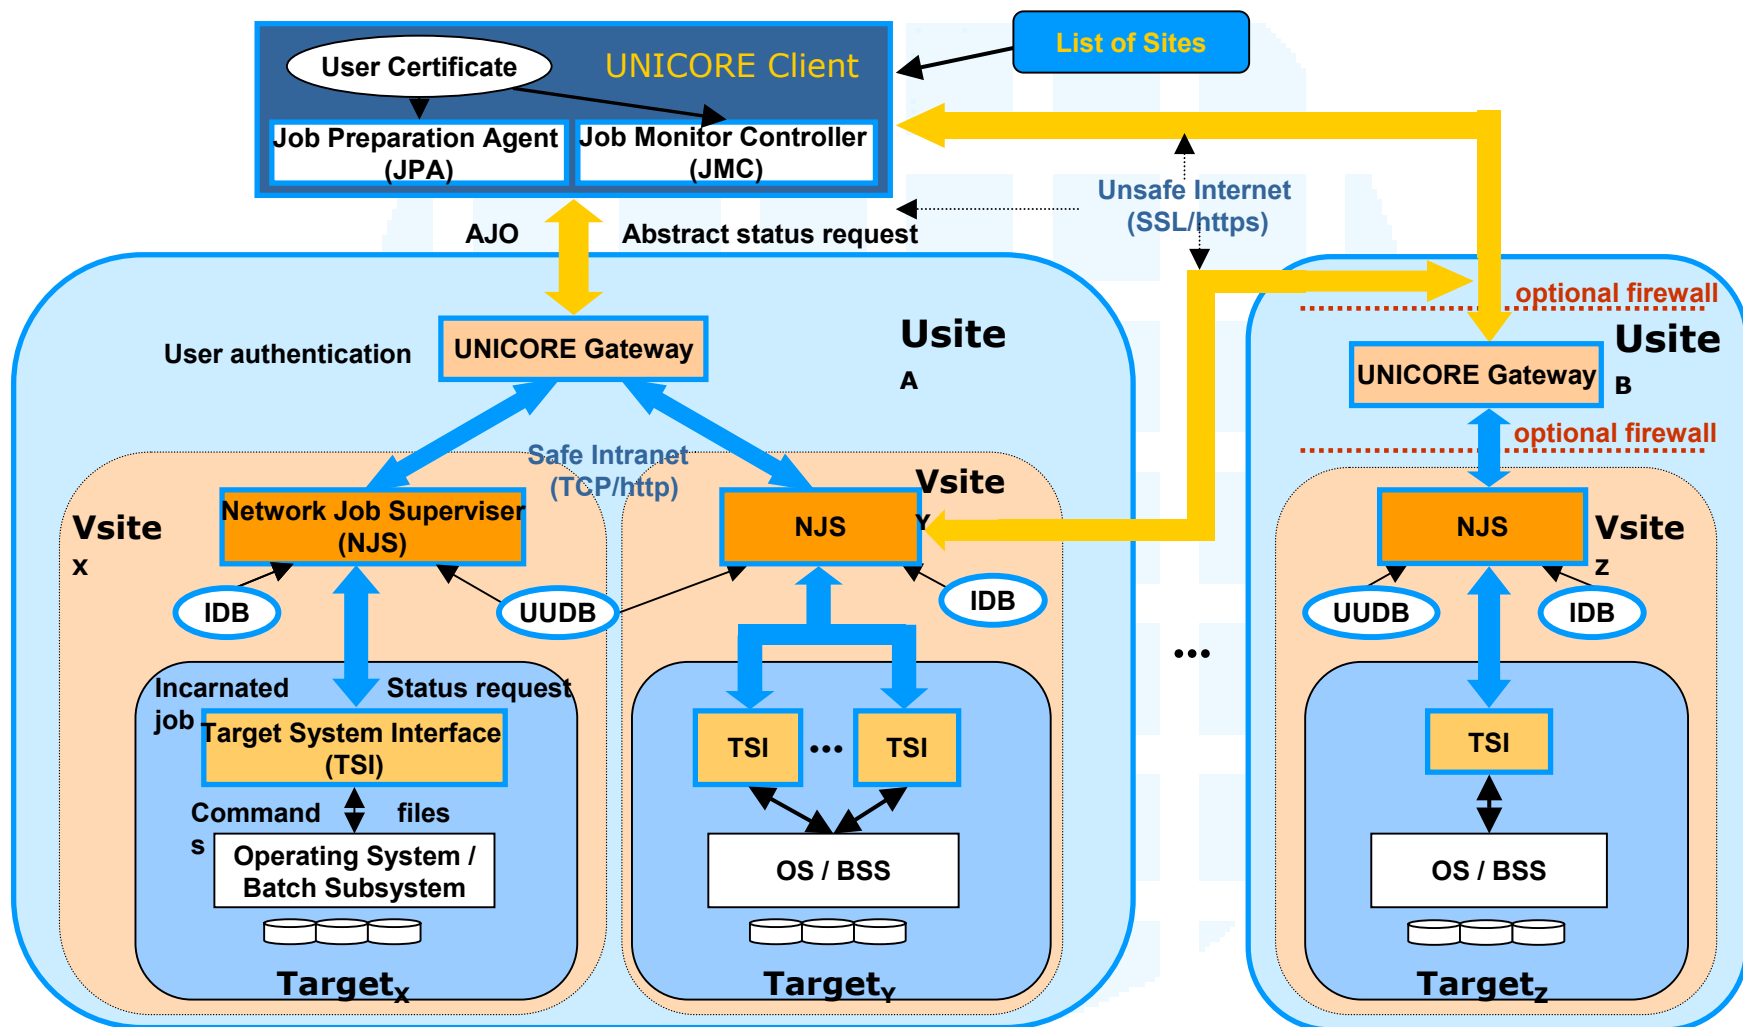 List of Sites
User Certificate
UNICORE Client
Job Preparation Agent
(JPA)
Job Monitor Controller
(JMC)
Unsafe Internet
(SSL/https)
AJO
Abstract status request
optional firewall
Usite
A
User authentication
UNICORE Gateway
Usite
B
UNICORE Gateway
optional firewall
Safe Intranet
(TCP/http)
Vsite
X
Network Job Superviser
(NJS)
Vsite
Y
NJS
NJS
Vsite
Z
IDB
UUDB
IDB
UUDB
IDB
...
Incarnated
job
Status request
Target System Interface
(TSI)
TSI
...
TSI
TSI
Command
s
files
Operating System /
Batch Subsystem
OS / BSS
OS / BSS
TargetX
TargetY
TargetZ